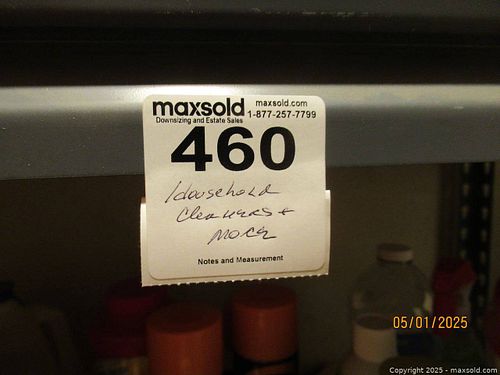 maxsold maxsold.com
Downsizing and Estate Sales 1-877-257-7799
460
Household
Cleaners +
More
Notes and Measurement
05/01/2025
Copyright 2025 - maxsold.com